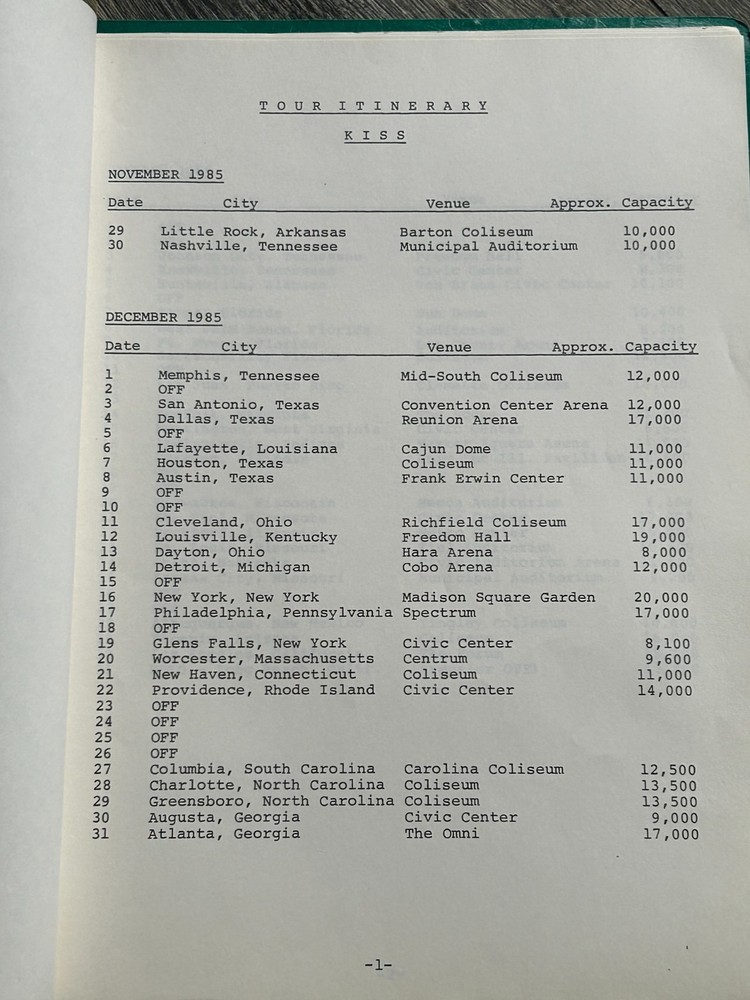 T O U R I T I N E R A R Y
K I S S
NOVEMBER 1985
Date City Venue Approx. Capacity
29 Little Rock, Arkansas Barton Coliseum 10,000
30 Nashville, Tennessee Municipal Auditorium 10,000
DECEMBER 1985
Date City Venue Approx. Capacity
1 Memphis, Tennessee Mid-South Coliseum 12,000
2 OFF
3 San Antonio, Texas Convention Center Arena 12,000
4 Dallas, Texas Reunion Arena 17,000
5 OFF
6 Lafayette, Louisiana Cajun Dome 11,000
7 Houston, Texas Coliseum 11,000
8 Austin, Texas Frank Erwin Center 11,000
9 OFF
10 OFF
11 Cleveland, Ohio Richfield Coliseum 17,000
12 Louisville, Kentucky Freedom Hall 19,000
13 Dayton, Ohio Hara Arena 8,000
14 Detroit, Michigan Cobo Arena 12,000
15 OFF
16 New York, New York Madison Square Garden 20,000
17 Philadelphia, Pennsylvania Spectrum 17,000
18 OFF
19 Glens Falls, New York Civic Center 8,100
20 Worcester, Massachusetts Centrum 9,600
21 New Haven, Connecticut Coliseum 11,000
22 Providence, Rhode Island Civic Center 14,000
23 OFF
24 OFF
25 OFF
26 OFF
27 Columbia, South Carolina Carolina Coliseum 12,500
28 Charlotte, North Carolina Coliseum 13,500
29 Greensboro, North Carolina Coliseum 13,500
30 Augusta, Georgia Civic Center 9,000
31 Atlanta, Georgia The Omni 17,000
-1-